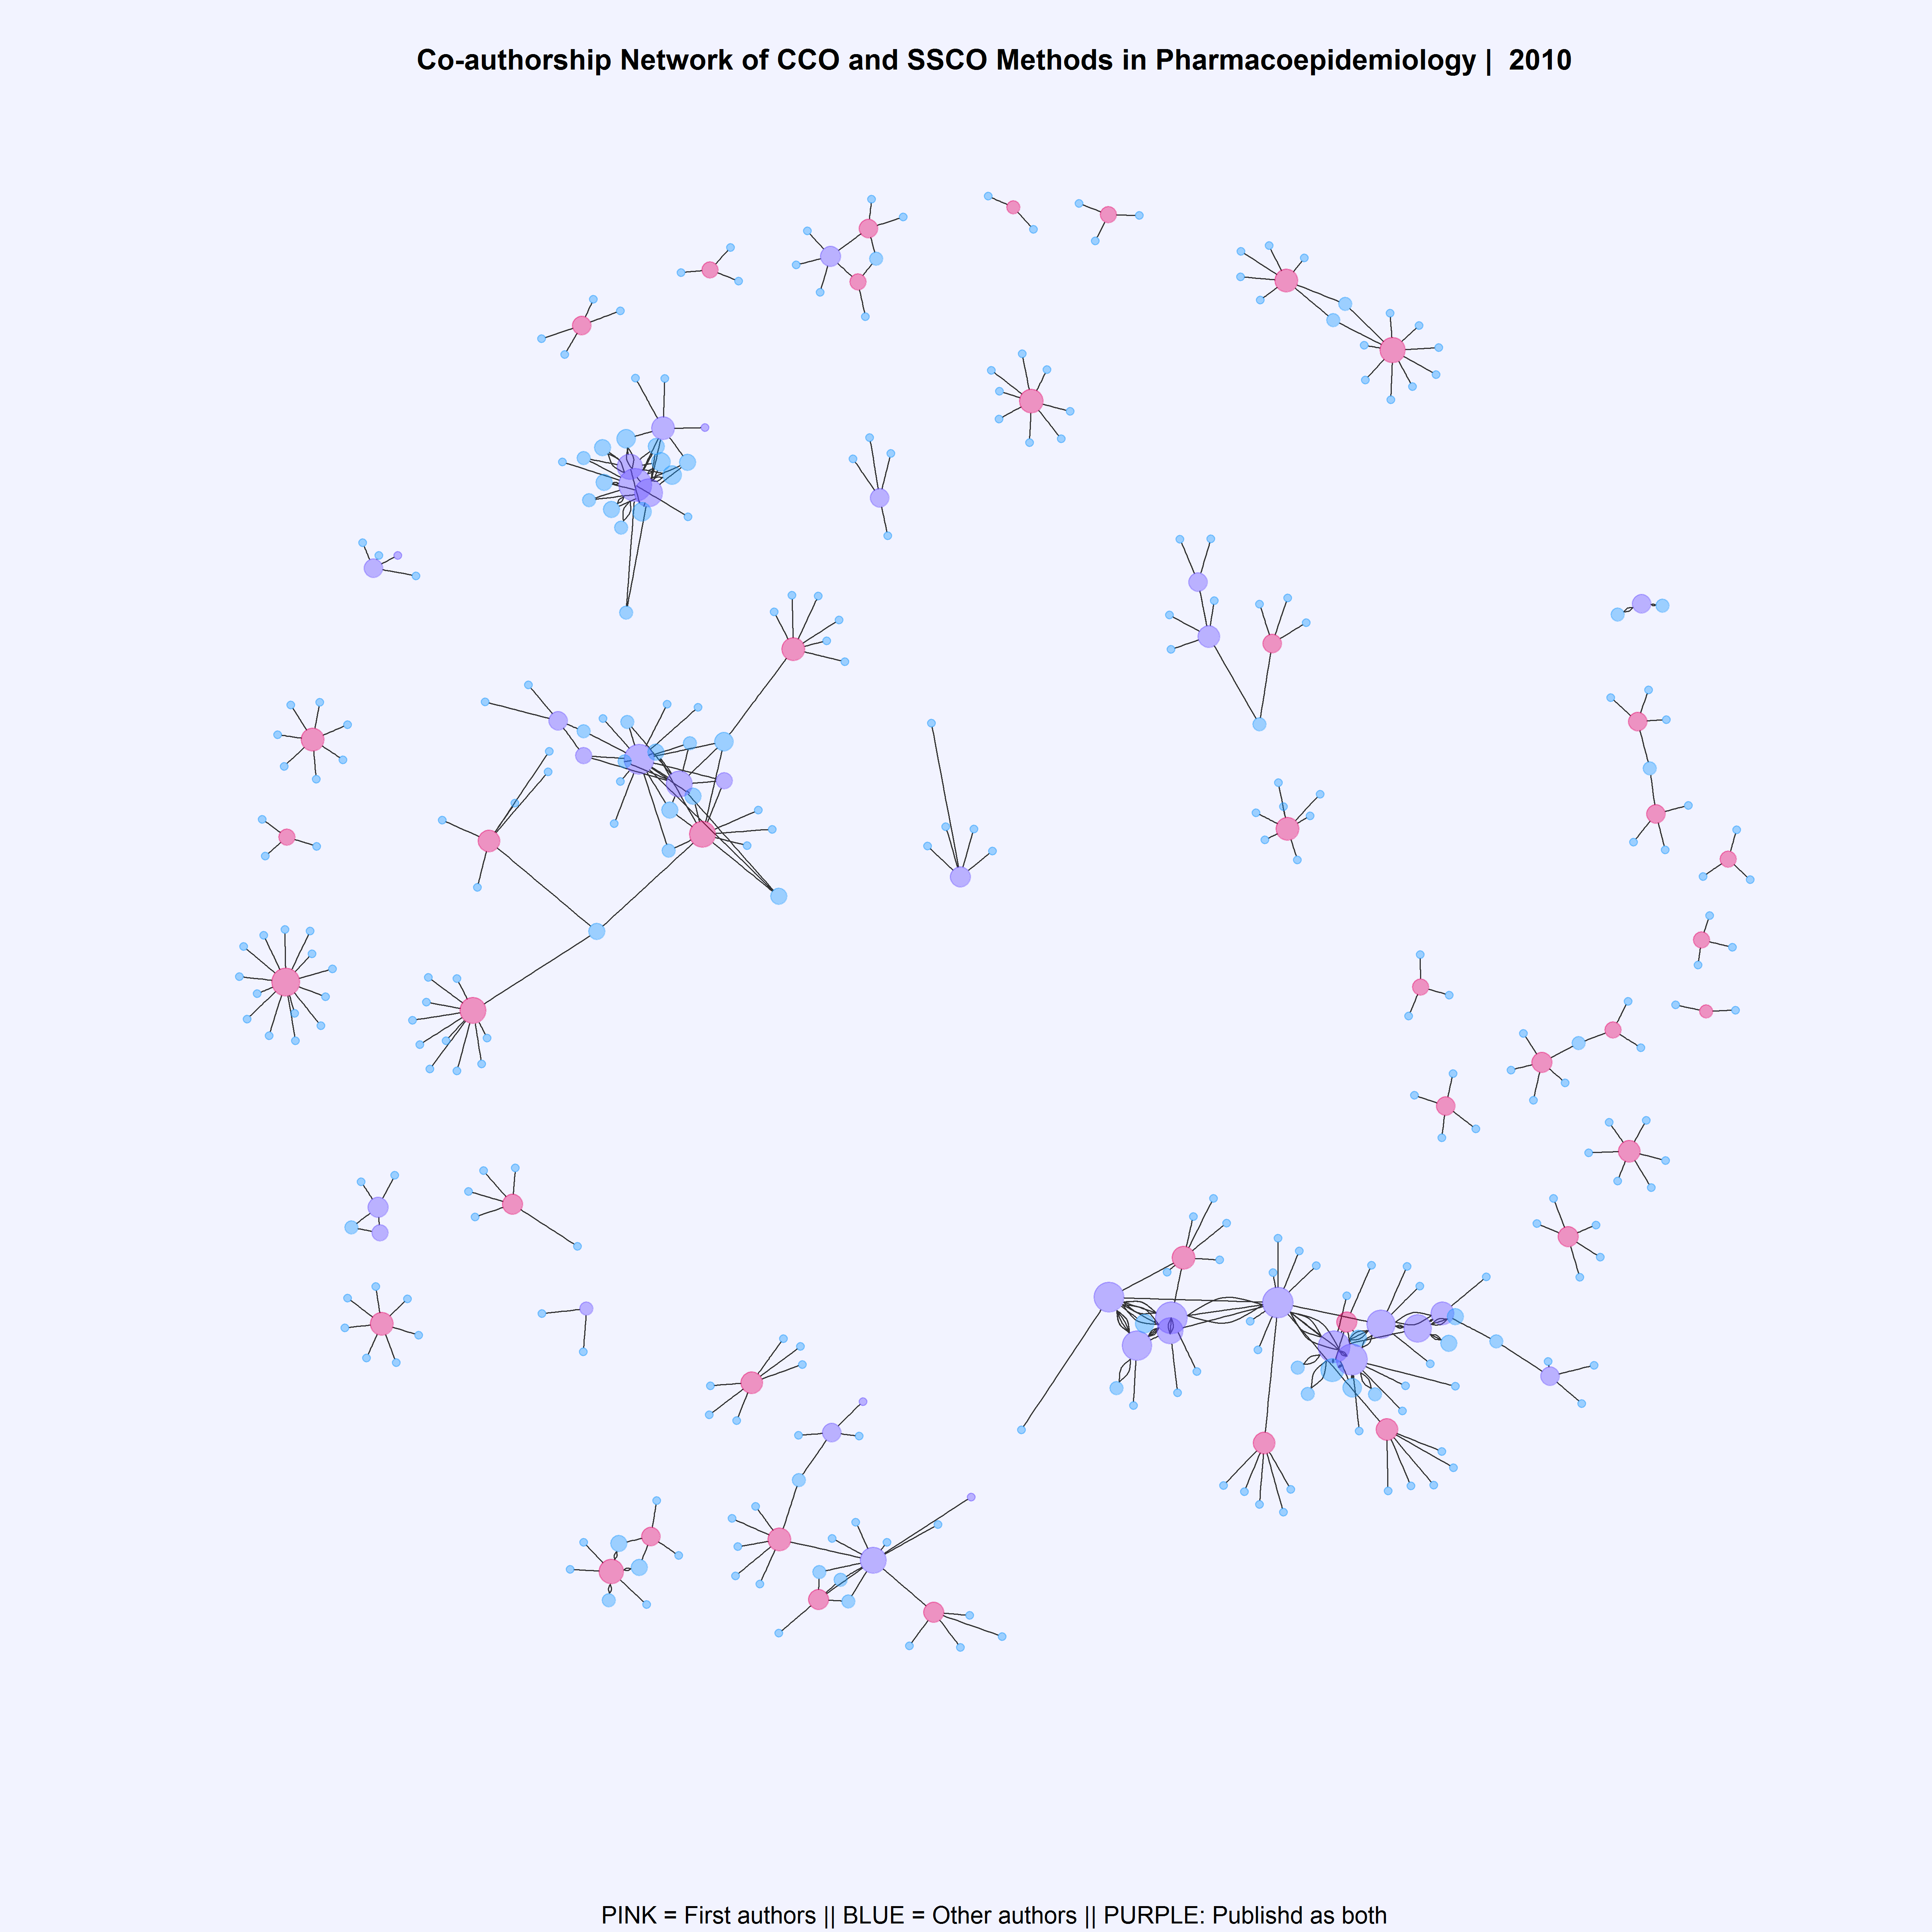 Co-authorship Network of CCO and SSCO Methods in Pharmacoepidemiology | 2010
PINK = First authors || BLUE = Other authors || PURPLE: Publishd as both